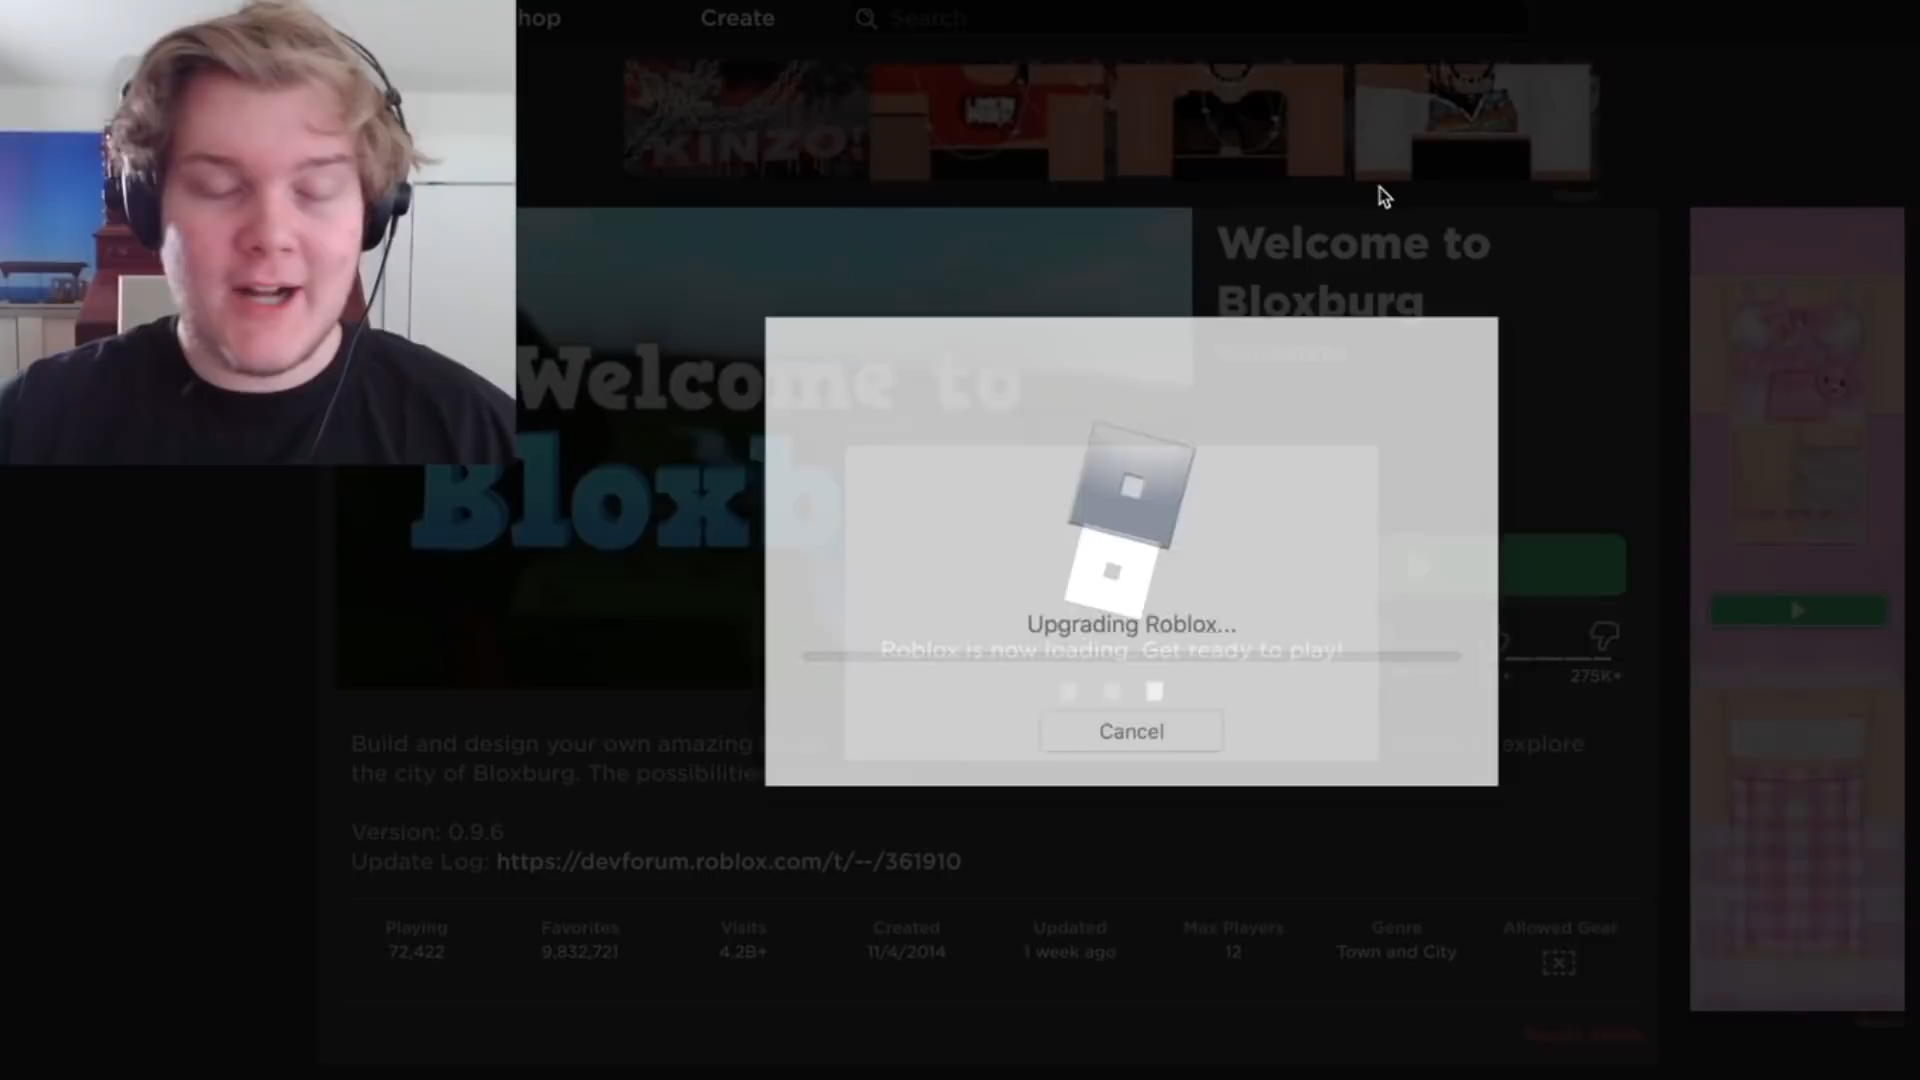 hop
Create
Search
KINZO!
Welcome to
Bloxburg
Welcome to
Bloxb
Upgrading Roblox...
Roblox is now loading. Get ready to play!
275K+
Cancel
Build and design your own amazing
explore
the city of Bloxburg. The possibilitie
Version: 0.9.6
Update Log: https://devforum.roblox.com/t/--/361910
Playing
Favorites
Visits
Created
Updated
Max Players
Genre
Allowed Gear
72,422
9,832,721
4.2B+
11/4/2014
1 week ago
12
Town and City